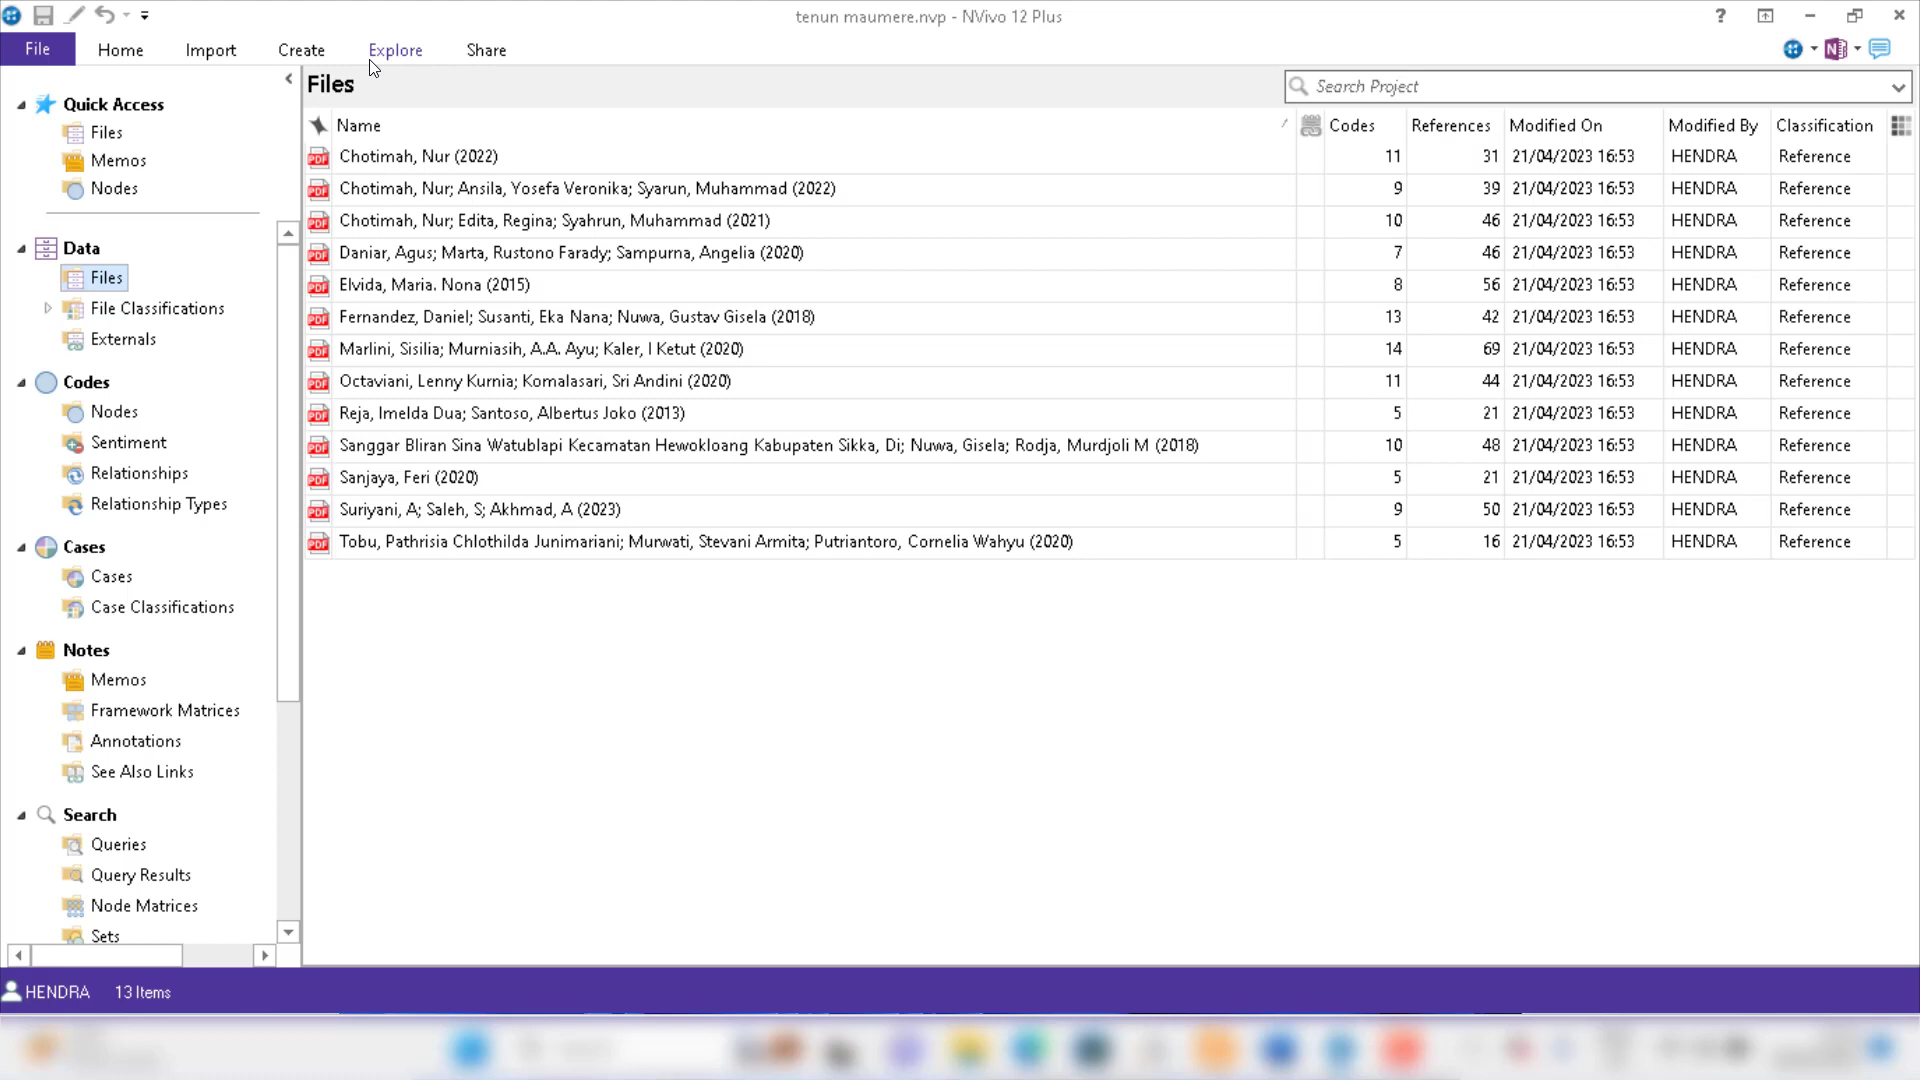 tenun maumere.nvp - NVivo 12 Plus
File Home Import Create Explore Share
Quick Access
Files
Memos
Nodes
Data
Files
File Classifications
Externals
Codes
Nodes
Sentiment
Relationships
Relationship Types
Cases
Cases
Case Classifications
Notes
Memos
Framework Matrices
Annotations
See Also Links
Search
Queries
Query Results
Node Matrices
Sets
Files
Search Project
Name Codes References Modified On Modified By Classification
Chotimah, Nur (2022) 11 31 21/04/2023 16:53 HENDRA Reference
Chotimah, Nur; Ansila, Yosefa Veronika; Syarun, Muhammad (2022) 9 39 21/04/2023 16:53 HENDRA Reference
Chotimah, Nur; Edita, Regina; Syahrun, Muhammad (2021) 10 46 21/04/2023 16:53 HENDRA Reference
Daniar, Agus; Marta, Rustono Farady; Sampurna, Angelia (2020) 7 46 21/04/2023 16:53 HENDRA Reference
Elvida, Maria. Nona (2015) 8 56 21/04/2023 16:53 HENDRA Reference
Fernandez, Daniel; Susanti, Eka Nana; Nuwa, Gustav Gisela (2018) 13 42 21/04/2023 16:53 HENDRA Reference
Marlini, Sisilia; Murniasih, A.A. Ayu; Kaler, I Ketut (2020) 14 69 21/04/2023 16:53 HENDRA Reference
Octaviani, Lenny Kurnia; Komalasari, Sri Andini (2020) 11 44 21/04/2023 16:53 HENDRA Reference
Reja, Imelda Dua; Santoso, Albertus Joko (2013) 5 21 21/04/2023 16:53 HENDRA Reference
Sanggar Bliran Sina Watublapi Kecamatan Hewokloang Kabupaten Sikka, Di; Nuwa, Gisela; Rodja, Murdjoli M (2018) 10 48 21/04/2023 16:53 HENDRA Reference
Sanjaya, Feri (2020) 5 21 21/04/2023 16:53 HENDRA Reference
Suriyani, A; Saleh, S; Akhmad, A (2023) 9 50 21/04/2023 16:53 HENDRA Reference
Tobu, Pathrisia Chlothilda Junimariani; Murwati, Stevani Armita; Putriantoro, Cornelia Wahyu (2020) 5 16 21/04/2023 16:53 HENDRA Reference
HENDRA 13 Items